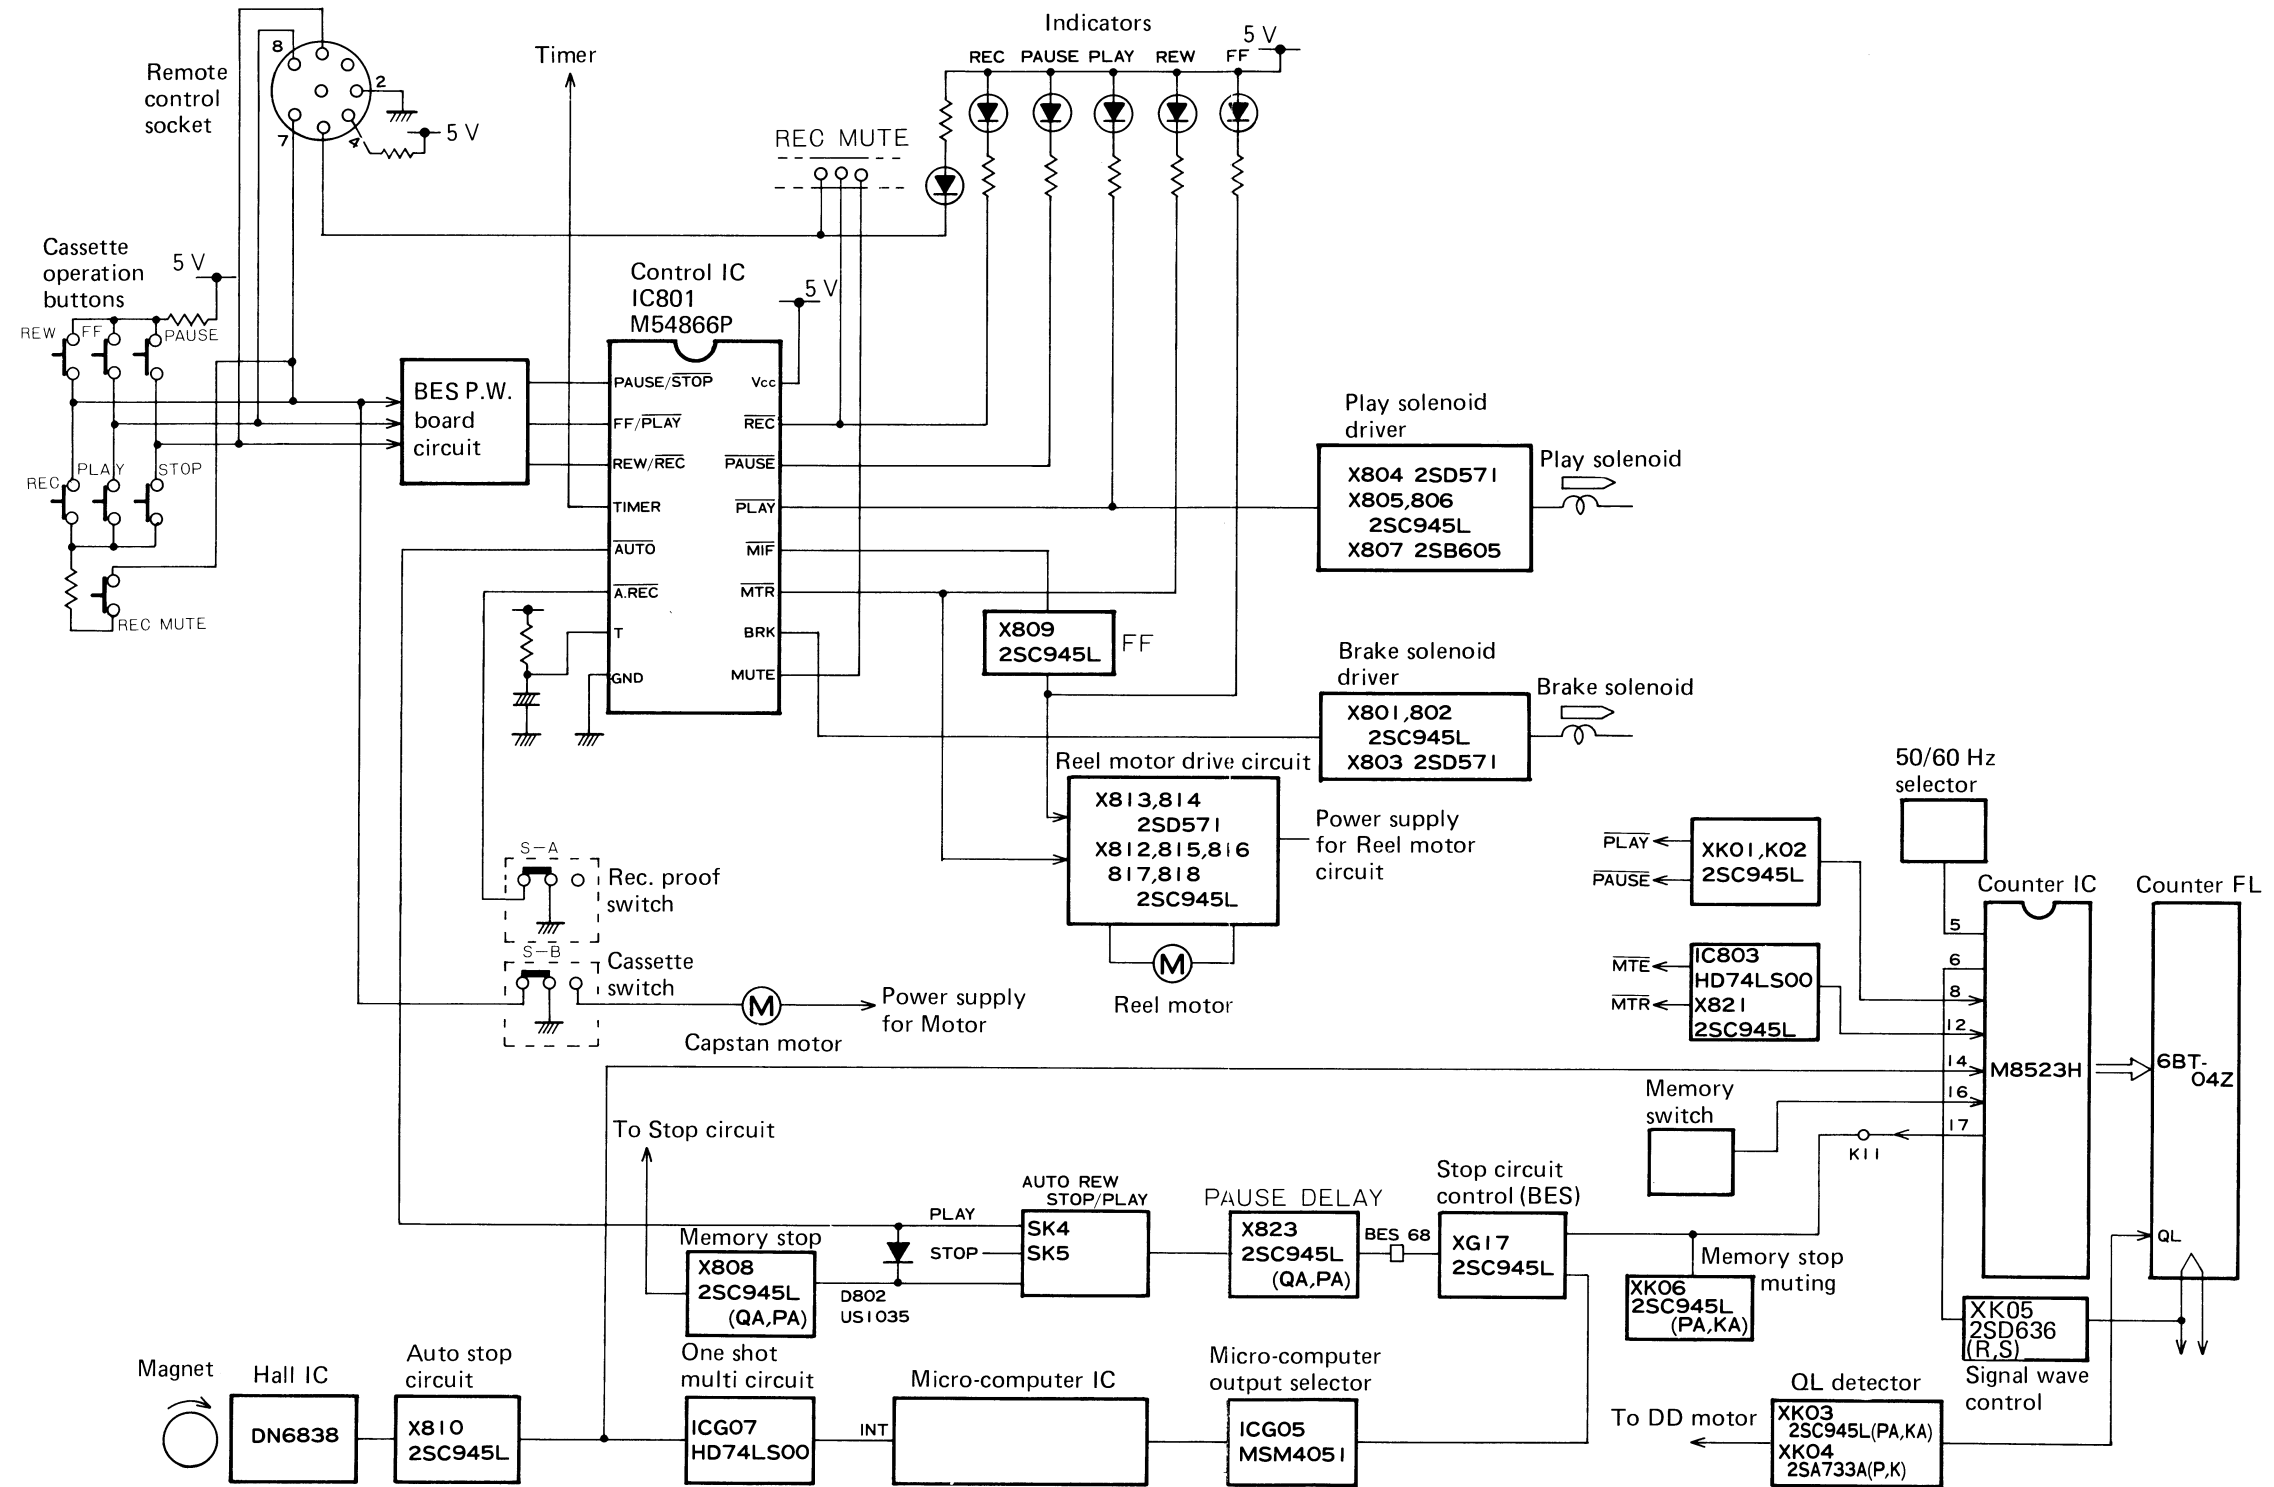 Indicators
5 V
REC PAUSE PLAY REW FF
Timer
8
Remote
control
socket
2
7
4
5 V
REC MUTE
Cassette
operation
buttons
5 V
REW
FF
PAUSE
REC
PLAY
STOP
REC MUTE
BES P.W.
board
circuit
Control IC
IC801
M54866P
5 V
PAUSE/STOP
FF/PLAY
REW/REC
TIMER
AUTO
A.REC
T
GND
Vcc
REC
PAUSE
PLAY
MIF
MTR
BRK
MUTE
Play solenoid
driver
X804 2SD571
X805,806
2SC945L
X807 2SB605
Play solenoid
X809
2SC945L
FF
Brake solenoid
driver
X801,802
2SC945L
X803 2SD571
Brake solenoid
Reel motor drive circuit
X813,814
2SD571
X812,815,816
817,818
2SC945L
Power supply
for Reel motor
circuit
M
Reel motor
S-A
Rec. proof
switch
S-B
Cassette
switch
M
Capstan motor
Power supply
for Motor
50/60 Hz
selector
PLAY
PAUSE
XK01,K02
2SC945L
MTE
MTR
IC803
HD74LS00
X821
2SC945L
Counter IC
5
6
8
12
14
16
17
M8523H
Counter FL
6BT-
04Z
QL
Memory
switch
K11
To Stop circuit
Memory stop
X808
2SC945L
(QA,PA)
PLAY
STOP
D802
US1035
AUTO REW
STOP/PLAY
SK4
SK5
PAUSE DELAY
X823
2SC945L
(QA,PA)
BES 68
Stop circuit
control (BES)
XG17
2SC945L
Memory stop
muting
XK06
2SC945L
(PA,KA)
XK05
2SD636
(R,S)
Signal wave
control
Magnet
Hall IC
DN6838
Auto stop
circuit
X810
2SC945L
One shot
multi circuit
ICG07
HD74LS00
INT
Micro-computer IC
Micro-computer
output selector
ICG05
MSM4051
To DD motor
QL detector
XK03
2SC945L(PA,KA)
XK04
2SA733A(P,K)